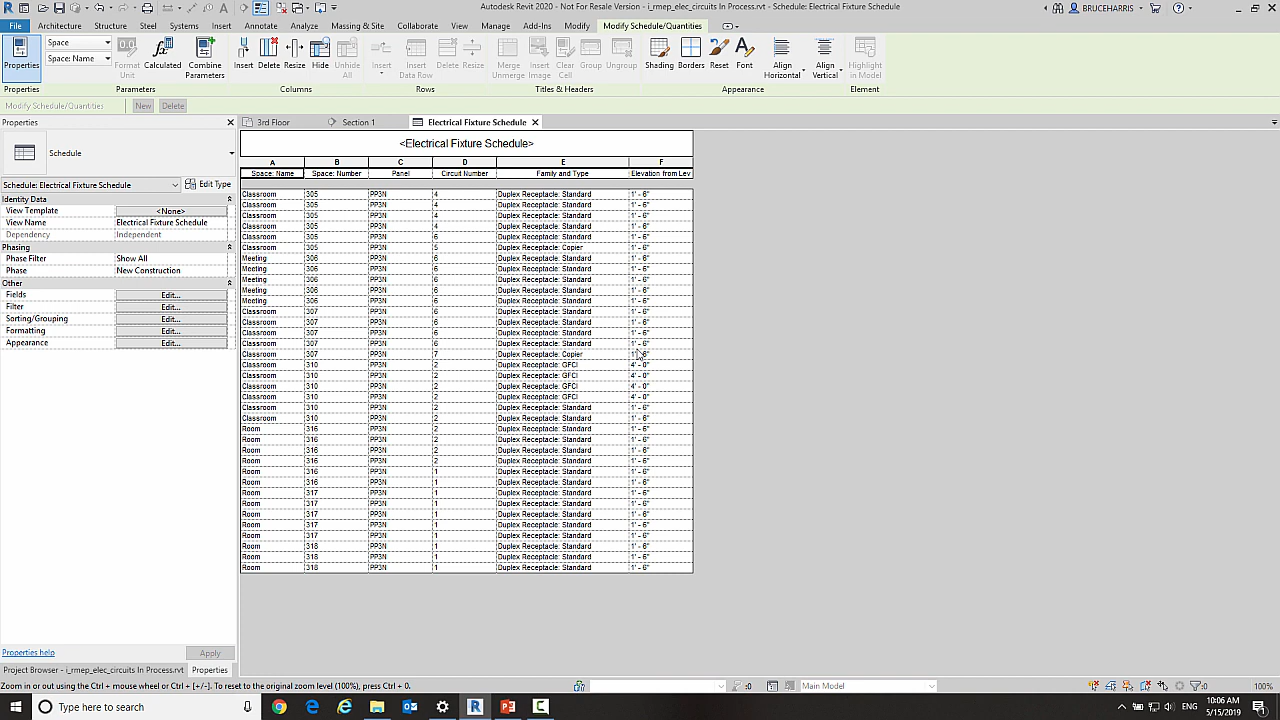 Autodesk Revit 2020 - Not For Resale Version - i_rmep_elec_circuits In Process.rvt - Schedule: Electrical Fixture Schedule
BRUCEHARRIS
File Architecture Structure Steel Systems Insert Annotate Analyze Massing & Site Collaborate View Manage Add-Ins Modify Modify Schedule/Quantities
Space
Space: Name
Properties Format Unit Calculated Combine Parameters Insert Delete Resize Hide Unhide All Insert Insert Data Row Delete Resize Merge Unmerge Insert Image Clear Cell Group Ungroup Shading Borders Reset Font Align Horizontal Align Vertical Highlight in Model
Properties Parameters Columns Rows Titles & Headers Appearance Element
Modify Schedule/Quantities New Delete
Properties
3rd Floor Section 1 Electrical Fixture Schedule
Schedule
Schedule: Electrical Fixture Schedule Edit Type
Identity Data
View Template <None>
View Name Electrical Fixture Schedule
Dependency Independent
Phasing
Phase Filter Show All
Phase New Construction
Other
Fields Edit...
Filter Edit...
Sorting/Grouping Edit...
Formatting Edit...
Appearance Edit...
<Electrical Fixture Schedule>
A B C D E F
Space: Name Space: Number Panel Circuit Number Family and Type Elevation from Lev
Classroom 305 PP3N 4 Duplex Receptacle: Standard 1' - 6"
Classroom 305 PP3N 4 Duplex Receptacle: Standard 1' - 6"
Classroom 305 PP3N 4 Duplex Receptacle: Standard 1' - 6"
Classroom 305 PP3N 4 Duplex Receptacle: Standard 1' - 6"
Classroom 305 PP3N 6 Duplex Receptacle: Standard 1' - 6"
Classroom 305 PP3N 5 Duplex Receptacle: Copier 1' - 6"
Meeting 306 PP3N 6 Duplex Receptacle: Standard 1' - 6"
Meeting 306 PP3N 6 Duplex Receptacle: Standard 1' - 6"
Meeting 306 PP3N 6 Duplex Receptacle: Standard 1' - 6"
Meeting 306 PP3N 6 Duplex Receptacle: Standard 1' - 6"
Meeting 306 PP3N 6 Duplex Receptacle: Standard 1' - 6"
Classroom 307 PP3N 6 Duplex Receptacle: Standard 1' - 6"
Classroom 307 PP3N 6 Duplex Receptacle: Standard 1' - 6"
Classroom 307 PP3N 6 Duplex Receptacle: Standard 1' - 6"
Classroom 307 PP3N 6 Duplex Receptacle: Standard 1' - 6"
Classroom 307 PP3N 7 Duplex Receptacle: Copier 1' - 6"
Classroom 310 PP3N 2 Duplex Receptacle: GFCI 4' - 0"
Classroom 310 PP3N 2 Duplex Receptacle: GFCI 4' - 0"
Classroom 310 PP3N 2 Duplex Receptacle: GFCI 4' - 0"
Classroom 310 PP3N 2 Duplex Receptacle: GFCI 4' - 0"
Classroom 310 PP3N 2 Duplex Receptacle: Standard 1' - 6"
Classroom 310 PP3N 2 Duplex Receptacle: Standard 1' - 6"
Room 316 PP3N 2 Duplex Receptacle: Standard 1' - 6"
Room 316 PP3N 2 Duplex Receptacle: Standard 1' - 6"
Room 316 PP3N 2 Duplex Receptacle: Standard 1' - 6"
Room 316 PP3N 2 Duplex Receptacle: Standard 1' - 6"
Room 316 PP3N 1 Duplex Receptacle: Standard 1' - 6"
Room 316 PP3N 1 Duplex Receptacle: Standard 1' - 6"
Room 317 PP3N 1 Duplex Receptacle: Standard 1' - 6"
Room 317 PP3N 1 Duplex Receptacle: Standard 1' - 6"
Room 317 PP3N 1 Duplex Receptacle: Standard 1' - 6"
Room 317 PP3N 1 Duplex Receptacle: Standard 1' - 6"
Room 317 PP3N 1 Duplex Receptacle: Standard 1' - 6"
Room 318 PP3N 1 Duplex Receptacle: Standard 1' - 6"
Room 318 PP3N 1 Duplex Receptacle: Standard 1' - 6"
Room 318 PP3N 1 Duplex Receptacle: Standard 1' - 6"
Properties help Apply
Project Browser - i_rmep_elec_circuits In Process.rvt Properties
Zoom in or out using the Ctrl + mouse wheel or Ctrl + [+/-]. To reset to the original zoom level (100%), press Ctrl + 0. :0 Main Model :0 100%
Type here to search
ENG
10:06 AM
5/15/2019